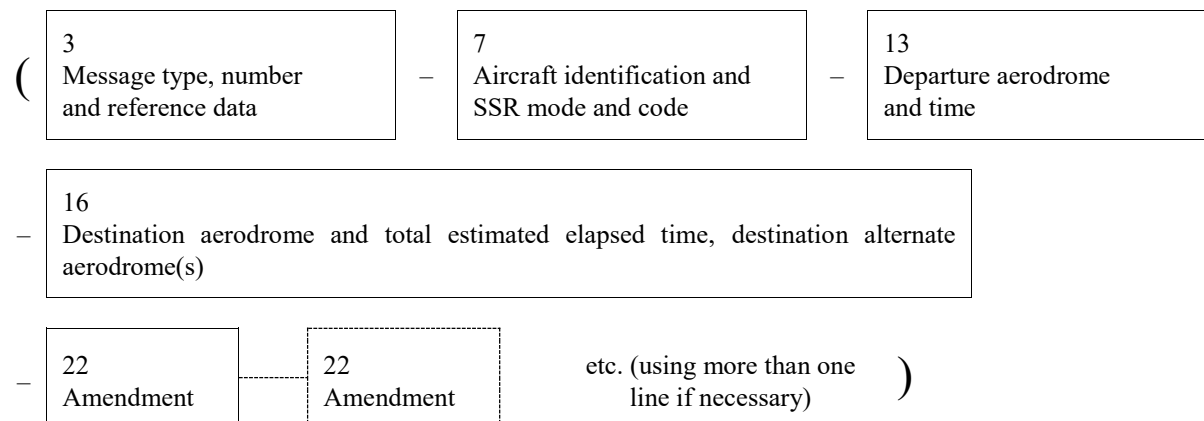 ( 3 – 7 – 13
Message type, number Aircraft identification and Departure aerodrome
and reference data SSR mode and code and time
– 16
Destination aerodrome and total estimated elapsed time, destination alternate
aerodrome(s)
– 22 22 etc. (using more than one )
Amendment Amendment line if necessary)